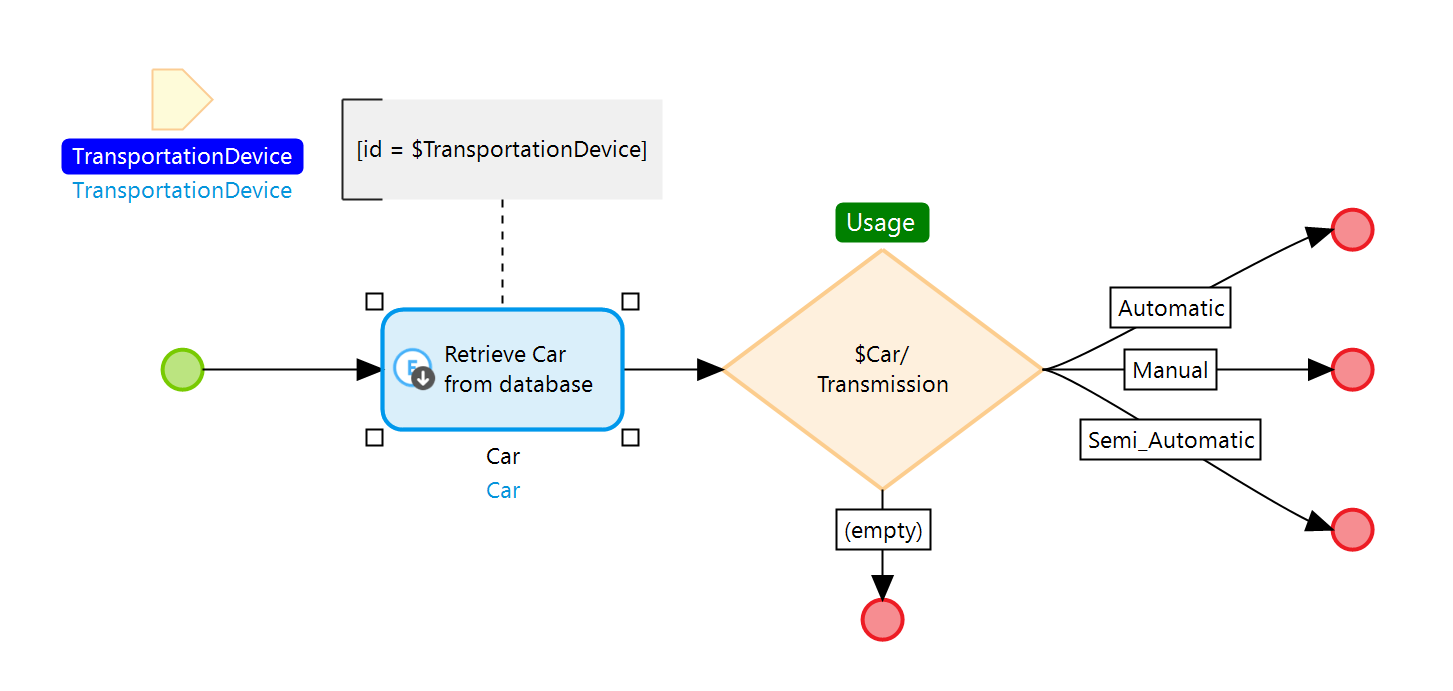 TransportationDevice
TransportationDevice
[id = $TransportationDevice]
E
Retrieve Car
from database
Car
Car
Usage
$Car/
Transmission
Automatic
Manual
Semi_Automatic
(empty)